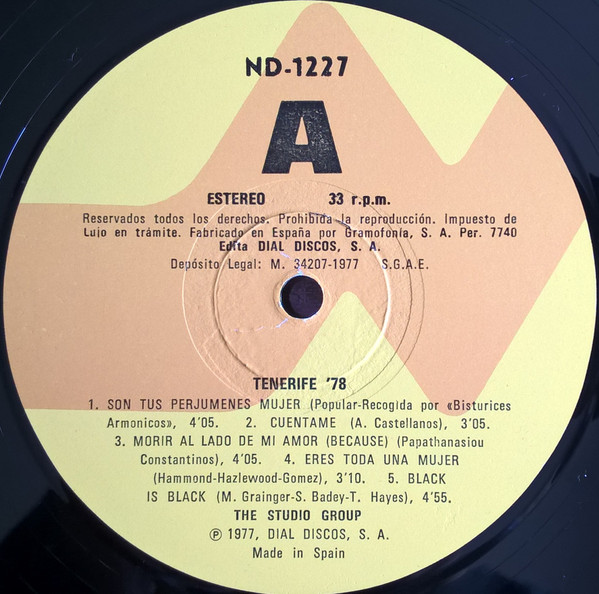 ND-1227
A
ESTEREO 33 r.p.m.
Reservados todos los derechos. Prohibida la reproducción. Impuesto de
Lujo en trámite. Fabricado en España por Gramofonía, S. A. Per. 7740
Edita DIAL DISCOS, S. A.
Depósito Legal: M. 34207-1977 S.G.A.E.
TENERIFE '78
1. SON TUS PERJUMENES MUJER (Popular-Recogida por «Bisturices
Armonicos», 4'05. 2. CUENTAME (A. Castellanos), 3'05.
3. MORIR AL LADO DE MI AMOR (BECAUSE) (Papathanasiou
Constantinos), 4'05. 4. ERES TODA UNA MUJER
(Hammond-Hazlewood-Gomez), 3'10. 5. BLACK
IS BLACK (M. Grainger-S. Badey-T. Hayes), 4'55.
THE STUDIO GROUP
Ⓟ 1977, DIAL DISCOS, S. A.
Made in Spain